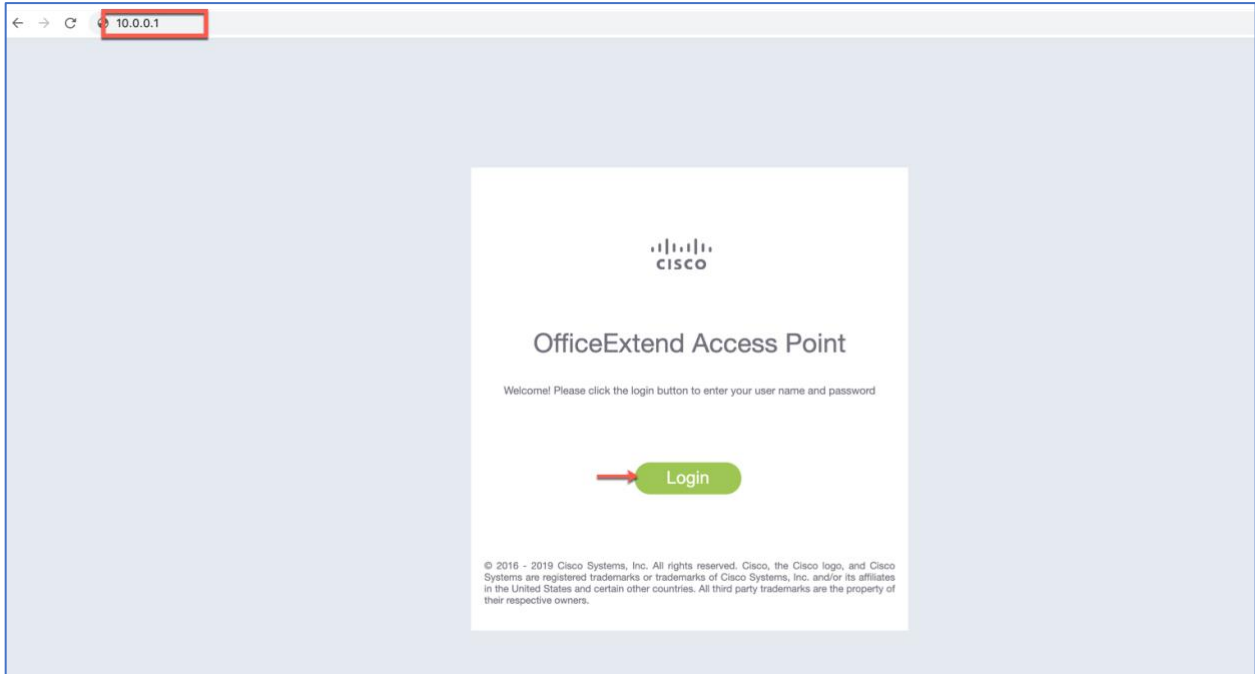 10.0.0.1
CISCO
OfficeExtend Access Point
Welcome! Please click the login button to enter your user name and password
Login
© 2016 - 2019 Cisco Systems, Inc. All rights reserved. Cisco, the Cisco logo, and Cisco
Systems are registered trademarks or trademarks of Cisco Systems, Inc. and/or its affiliates
in the United States and certain other countries. All third party trademarks are the property of
their respective owners.